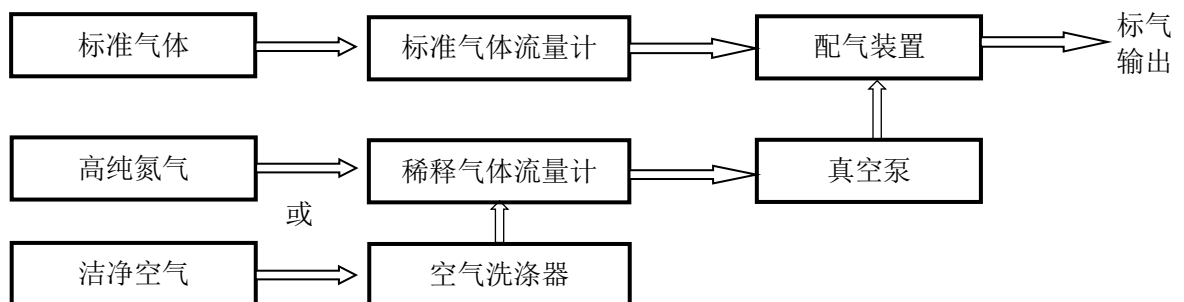 标准气体
标准气体流量计
配气装置
标气
输出
高纯氮气
稀释气体流量计
真空泵
或
洁净空气
空气洗涤器